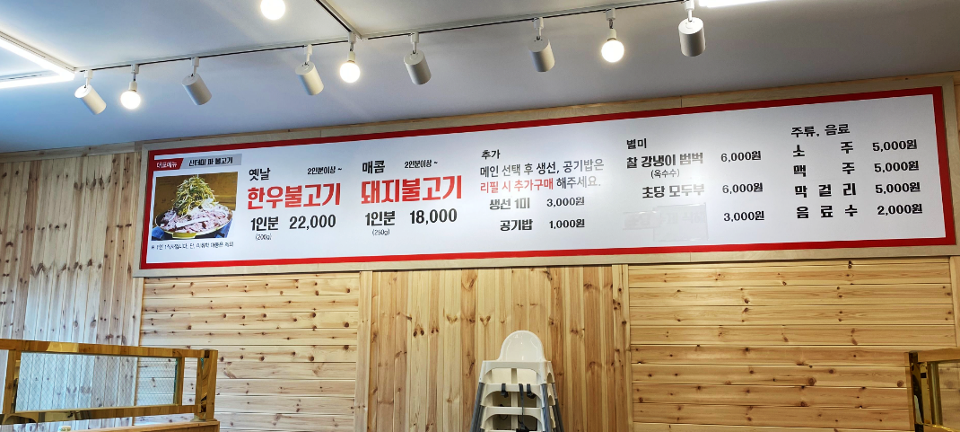 대표메뉴 산더미 파 불고기
옛날 2인분이상~
한우불고기
1인분 22,000
(200g)
매콤 2인분이상~
돼지불고기
1인분 18,000
(250g)
추가
메인 선택 후 생선, 공기밥은
리필 시 추가구매 해주세요.
생선 1미 3,000원
공기밥 1,000원
별미
찰 강냉이 범벅 6,000원
(옥수수)
초당 모두부 6,000원
3,000원
주류, 음료
소 주 5,000원
맥 주 5,000원
막 걸 리 5,000원
음 료 수 2,000원